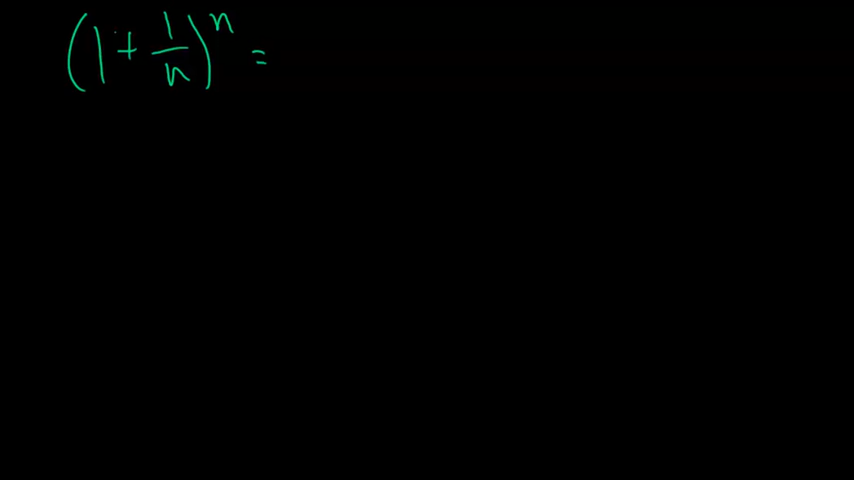 (1 + 1/n)^n =